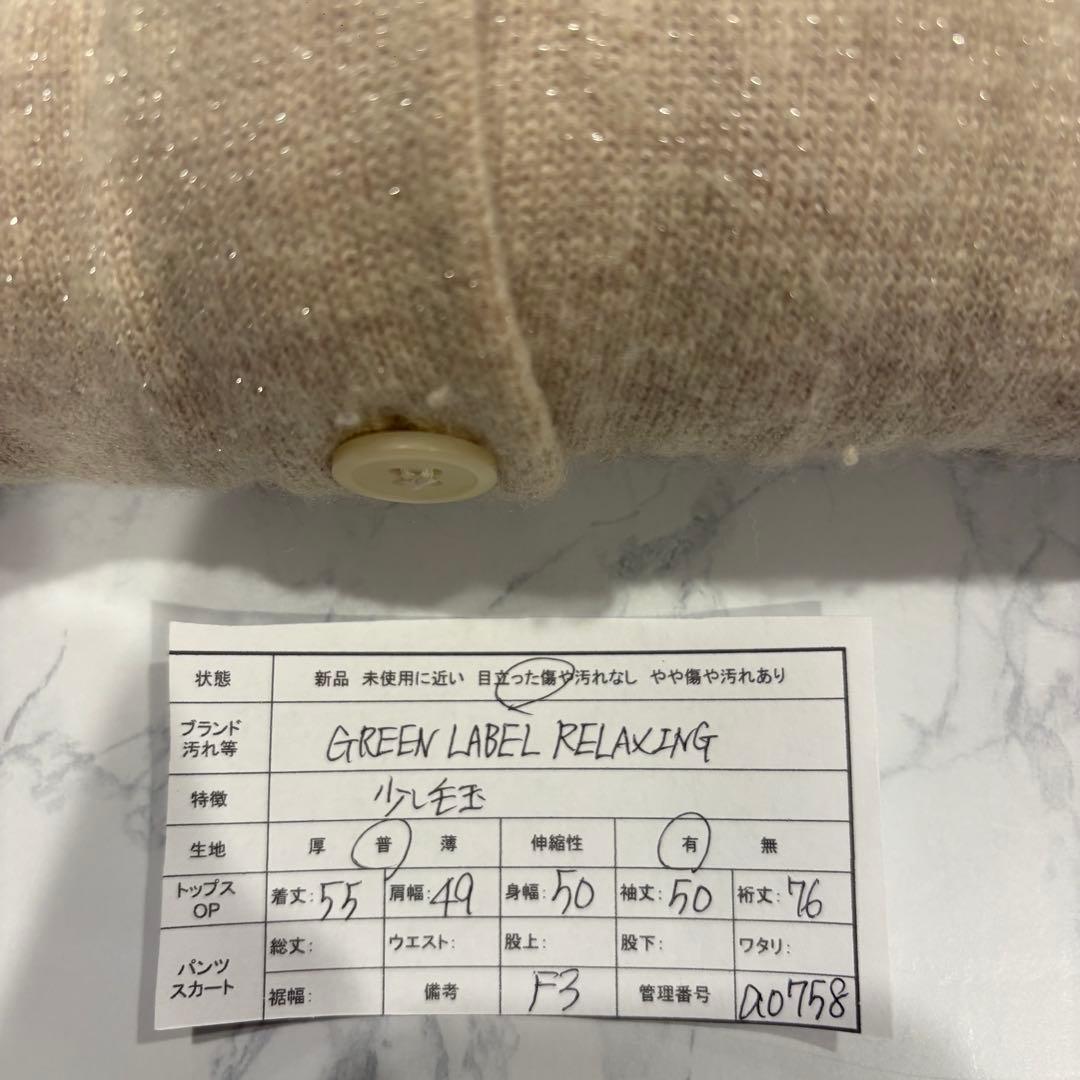 状態 新品 未使用に近い 目立った傷や汚れなし やや傷や汚れあり
ブランド
汚れ等 GREEN LABEL RELAXING
特徴 少し毛玉
生地 厚 普 薄 伸縮性 有 無
トップス
OP 着丈:55 肩幅:49 身幅:50 袖丈:50 裄丈:76
パンツ
スカート 総丈: ウエスト: 股上: 股下: ワタリ:
裾幅: 備考 F3 管理番号 a0758